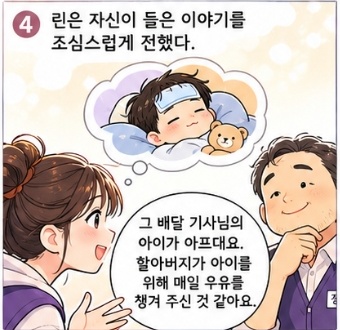 4 린은 자신이 들은 이야기를
조심스럽게 전했다.
그 배달 기사님의
아이가 아프대요.
할아버지가 아이를
위해 매일 우유를
챙겨 주신 것 같아요.